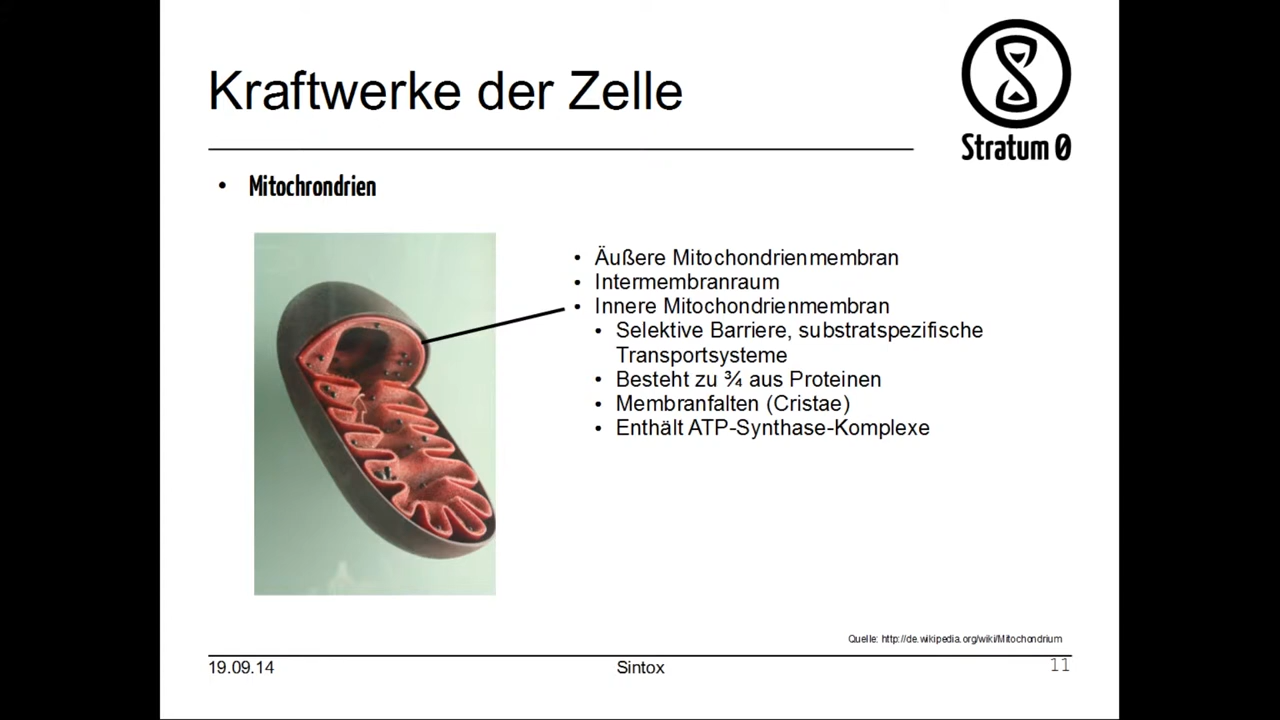 Kraftwerke der Zelle
Stratum 0
• Mitochrondrien
• Äußere Mitochondrienmembran
• Intermembranraum
• Innere Mitochondrienmembran
• Selektive Barriere, substratspezifische
Transportsysteme
• Besteht zu ¾ aus Proteinen
• Membranfalten (Cristae)
• Enthält ATP-Synthase-Komplexe
Quelle: http://de.wikipedia.org/wiki/Mitochondrium
19.09.14
Sintox
11